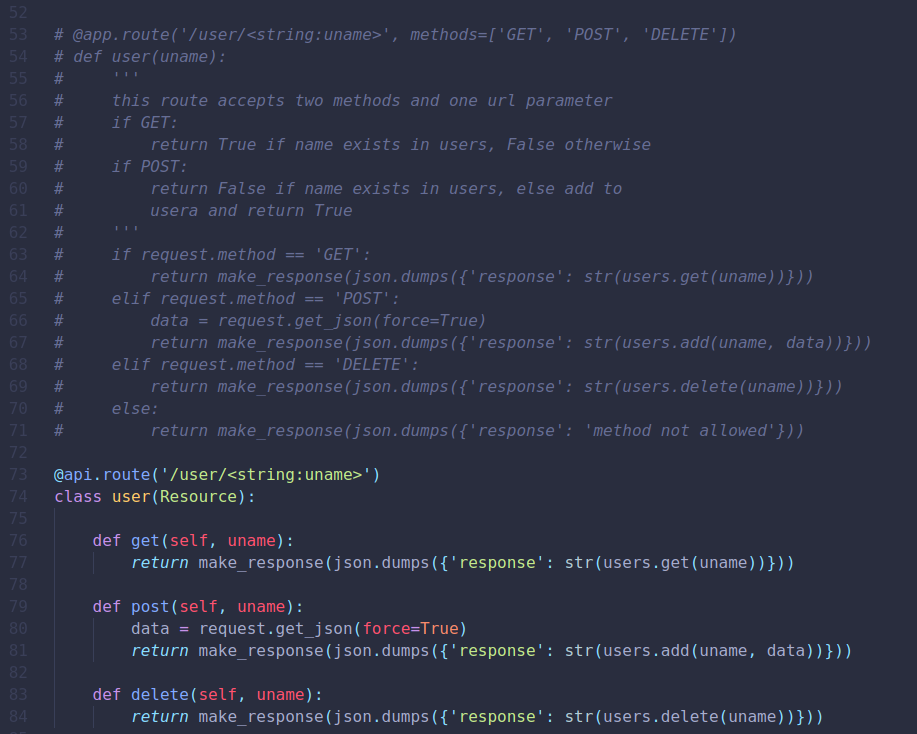 52
53 # @app.route('/user/<string:uname>', methods=['GET', 'POST', 'DELETE'])
54 # def user(uname):
55 #     '''
56 #     this route accepts two methods and one url parameter
57 #     if GET:
58 #         return True if name exists in users, False otherwise
59 #     if POST:
60 #         return False if name exists in users, else add to
61 #         usera and return True
62 #     '''
63 #     if request.method == 'GET':
64 #         return make_response(json.dumps({'response': str(users.get(uname))}))
65 #     elif request.method == 'POST':
66 #         data = request.get_json(force=True)
67 #         return make_response(json.dumps({'response': str(users.add(uname, data))}))
68 #     elif request.method == 'DELETE':
69 #         return make_response(json.dumps({'response': str(users.delete(uname))}))
70 #     else:
71 #         return make_response(json.dumps({'response': 'method not allowed'}))
72
73 @api.route('/user/<string:uname>')
74 class user(Resource):
75
76     def get(self, uname):
77         return make_response(json.dumps({'response': str(users.get(uname))}))
78
79     def post(self, uname):
80         data = request.get_json(force=True)
81         return make_response(json.dumps({'response': str(users.add(uname, data))}))
82
83     def delete(self, uname):
84         return make_response(json.dumps({'response': str(users.delete(uname))}))